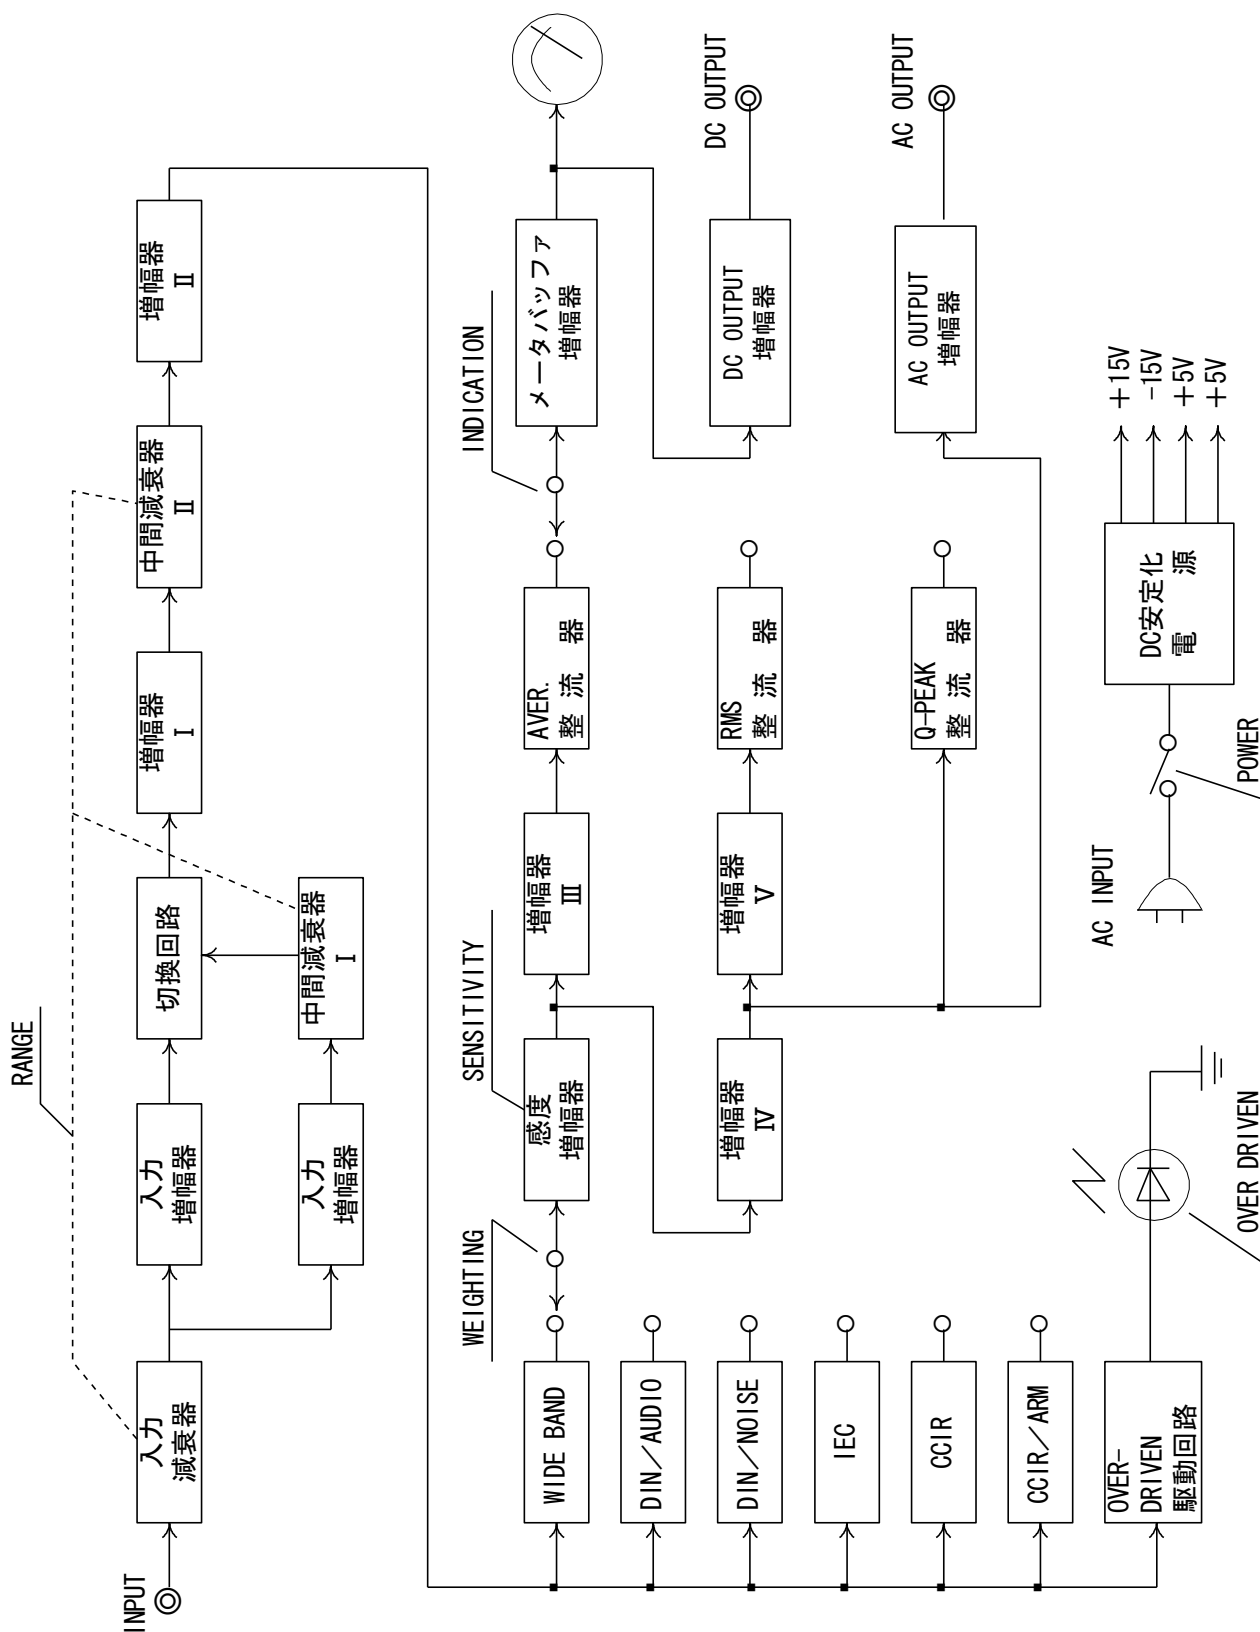 RANGE
INPUT
入力
減衰器
入力
増幅器
入力
増幅器
切換回路
中間減衰器
Ⅰ
増幅器
Ⅰ
中間減衰器
Ⅱ
増幅器
Ⅱ
WEIGHTING
SENSITIVITY
INDICATION
WIDE BAND
DIN/AUDIO
DIN/NOISE
IEC
CCIR
CCIR/ARM
OVER-
DRIVEN
駆動回路
感度
増幅器
増幅器
Ⅲ
AVER.
整流器
メータバッファ
増幅器
増幅器
Ⅳ
増幅器
Ⅴ
RMS
整流器
DC OUTPUT
増幅器
DC OUTPUT
Q-PEAK
整流器
AC OUTPUT
増幅器
AC OUTPUT
OVER DRIVEN
AC INPUT
POWER
DC安定化
電源
+15V
-15V
+5V
+5V